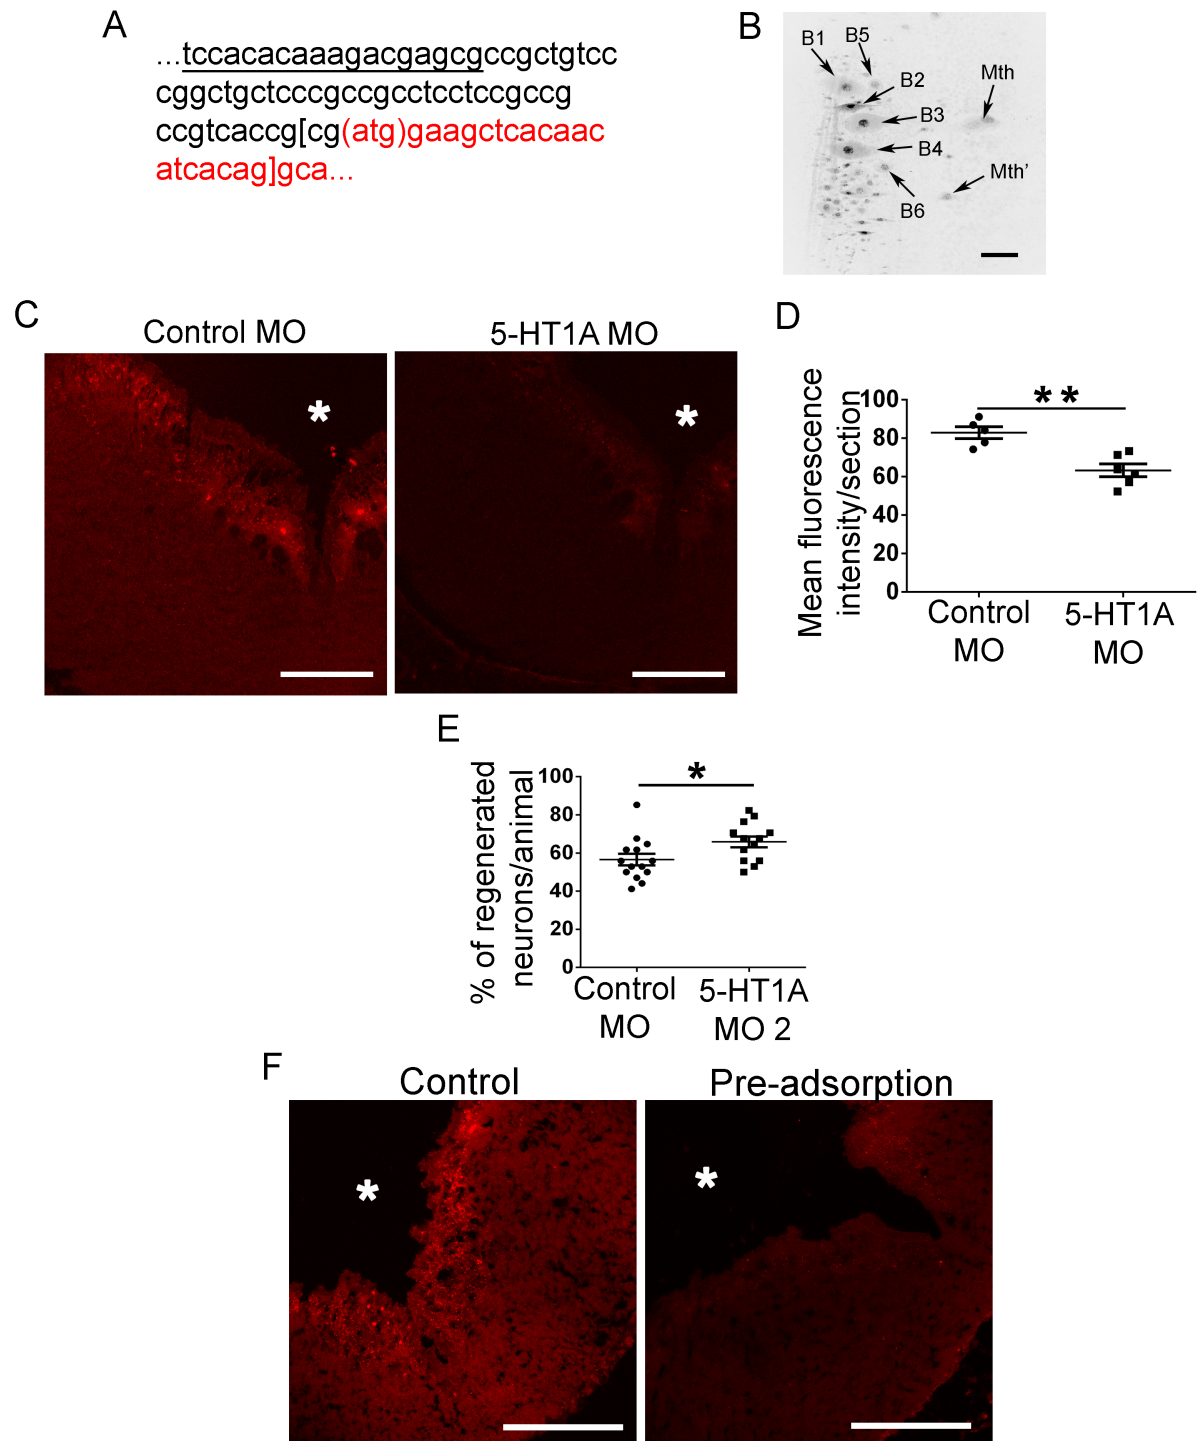 A
...tccacacaaagacgagcgccgctgtcc
cggctgctcccgccgcctcctccgccg
ccgtcaccg[cg(atg)gaagctcacaac
atcacag]gca...
B
B1
B5
B2
Mth
B3
B4
Mth'
B6
C
Control MO
5-HT1A MO
*
*
D
Mean fluorescence
intensity/section
100
80
60
40
20
0
**
Control
MO
5-HT1A
MO
E
% of regenerated
neurons/animal
100
80
60
40
20
0
*
Control
MO
5-HT1A
MO 2
F
Control
Pre-adsorption
*
*